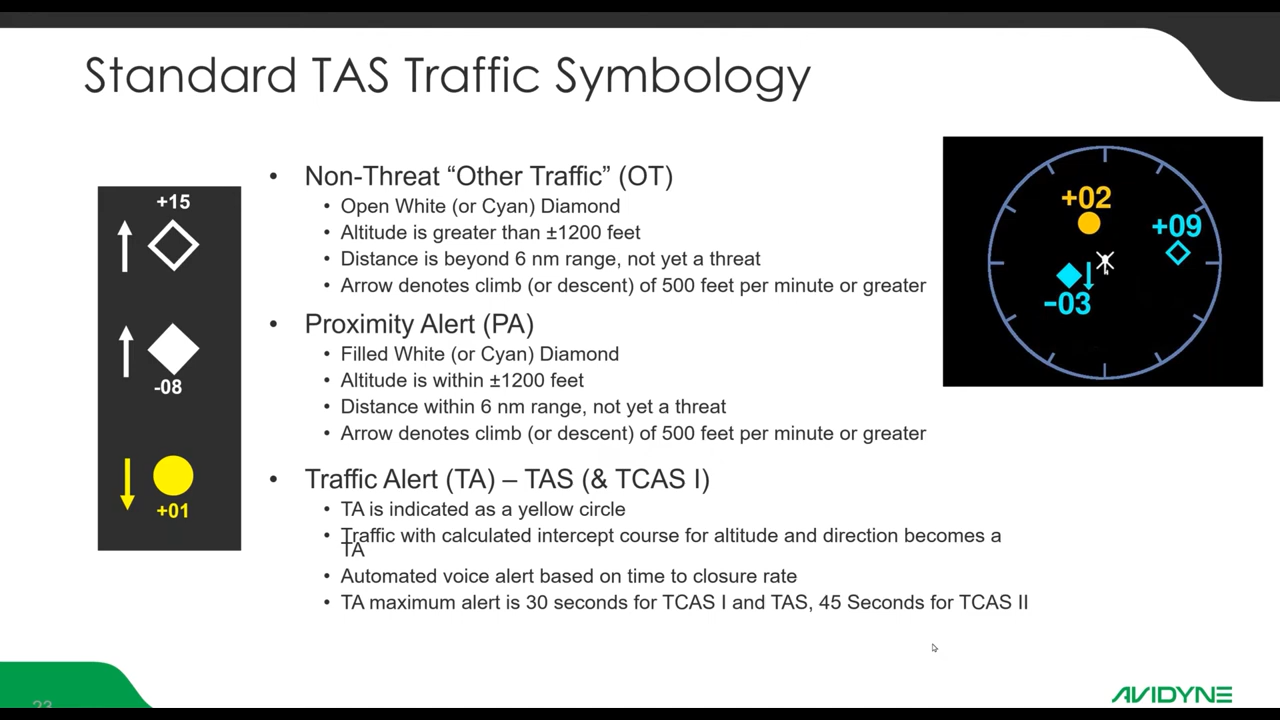 Standard TAS Traffic Symbology
+15
-08
+01
• Non-Threat “Other Traffic” (OT)
• Open White (or Cyan) Diamond
• Altitude is greater than ±1200 feet
• Distance is beyond 6 nm range, not yet a threat
• Arrow denotes climb (or descent) of 500 feet per minute or greater
• Proximity Alert (PA)
• Filled White (or Cyan) Diamond
• Altitude is within ±1200 feet
• Distance within 6 nm range, not yet a threat
• Arrow denotes climb (or descent) of 500 feet per minute or greater
• Traffic Alert (TA) – TAS (& TCAS I)
• TA is indicated as a yellow circle
• Traffic with calculated intercept course for altitude and direction becomes a
TA
• Automated voice alert based on time to closure rate
• TA maximum alert is 30 seconds for TCAS I and TAS, 45 Seconds for TCAS II
+02
+09
-03
23
AVIDYNE